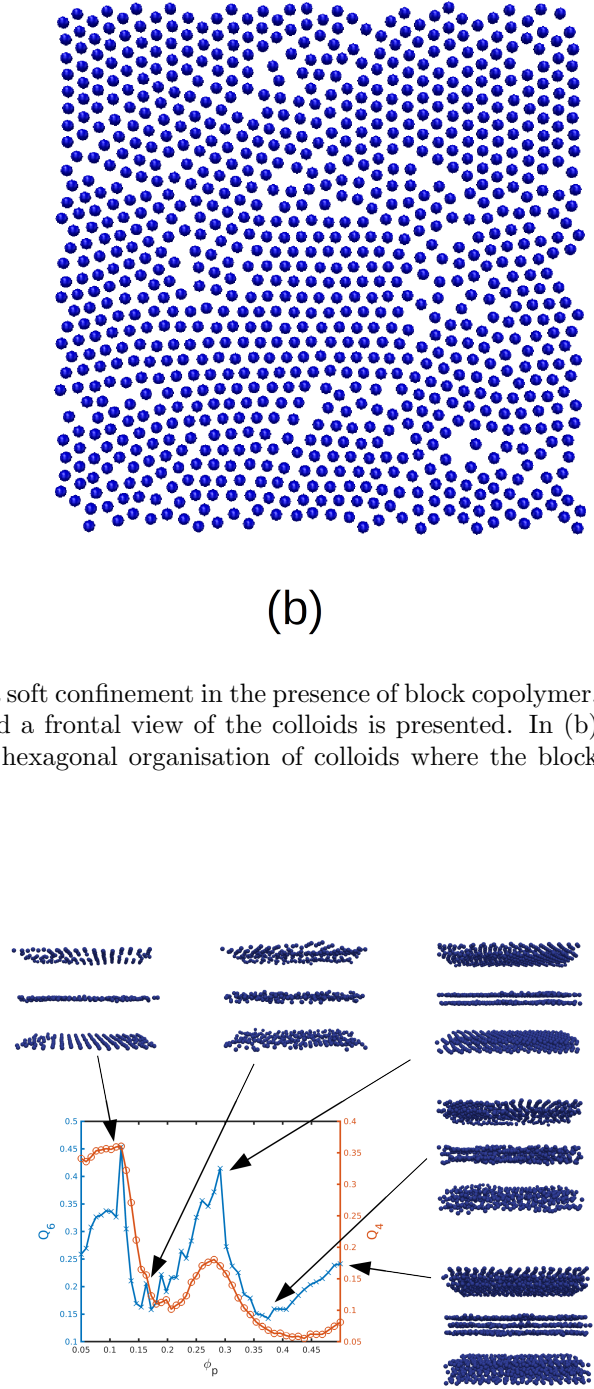 (b)
soft confinement in the presence of block copolymer.
d a frontal view of the colloids is presented. In (b)
hexagonal organisation of colloids where the block
0.5
0.45
0.4
0.35
0.3
0.25
0.2
0.15
0.1
Q6
0.4
0.35
0.3
0.25
0.2
0.15
0.1
0.05
Q4
0.05 0.1 0.15 0.2 0.25 0.3 0.35 0.4 0.45
ϕp